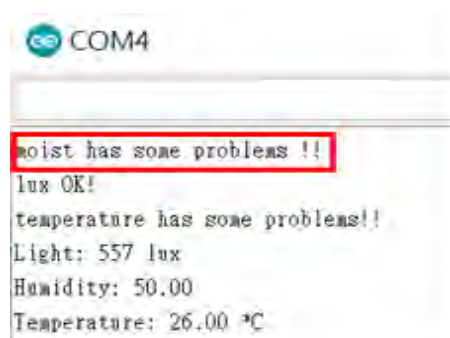 COM4
moist has some problems !!
lux OK!
temperature has some problems!!
Light: 557 lux
Humidity: 50.00
Temperature: 26.00 *C